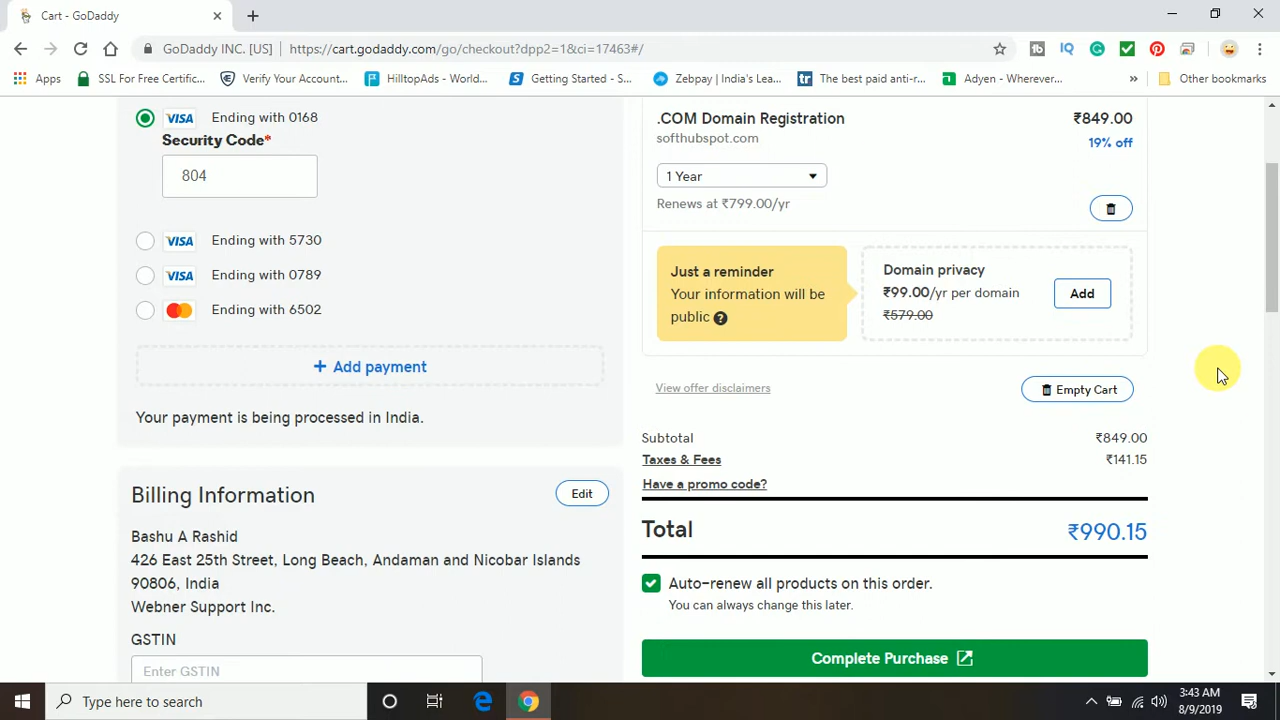 Cart - GoDaddy
GoDaddy INC. [US] https://cart.godaddy.com/go/checkout?dpp2=1&ci=17463#/
Apps SSL For Free Certific... Verify Your Account... HilltopAds - World... Getting Started - S... Zebpay | India's Lea... The best paid anti-r... Adyen - Wherever... » Other bookmarks
VISA Ending with 0168
Security Code*
804
VISA Ending with 5730
VISA Ending with 0789
Ending with 6502
+ Add payment
Your payment is being processed in India.
Billing Information
Edit
Bashu A Rashid
426 East 25th Street, Long Beach, Andaman and Nicobar Islands
90806, India
Webner Support Inc.
GSTIN
Enter GSTIN
.COM Domain Registration ₹849.00
softhubspot.com 19% off
1 Year
Renews at ₹799.00/yr
Just a reminder
Your information will be
public ?
Domain privacy
₹99.00/yr per domain
₹579.00
Add
View offer disclaimers
Empty Cart
Subtotal ₹849.00
Taxes & Fees ₹141.15
Have a promo code?
Total ₹990.15
Auto-renew all products on this order.
You can always change this later.
Complete Purchase
Type here to search
3:43 AM
8/9/2019